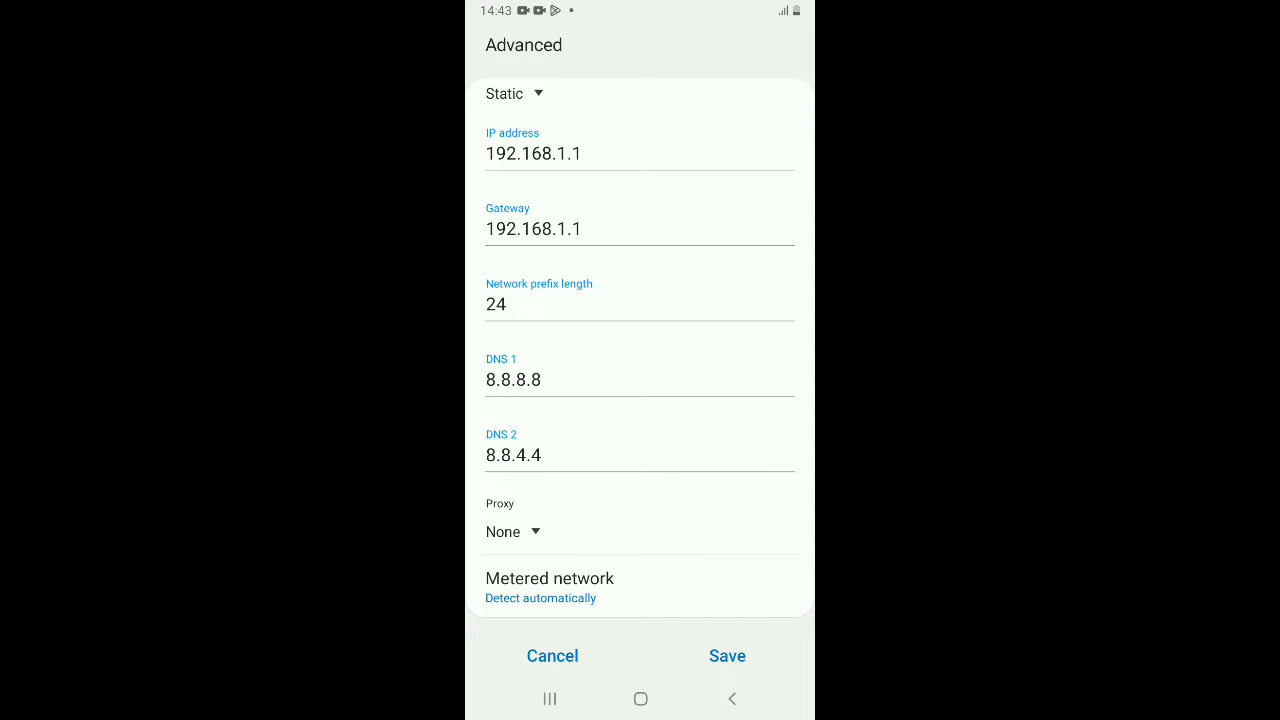 14:43
Advanced
Static
IP address
192.168.1.1
Gateway
192.168.1.1
Network prefix length
24
DNS 1
8.8.8.8
DNS 2
8.8.4.4
Proxy
None
Metered network
Detect automatically
Cancel Save